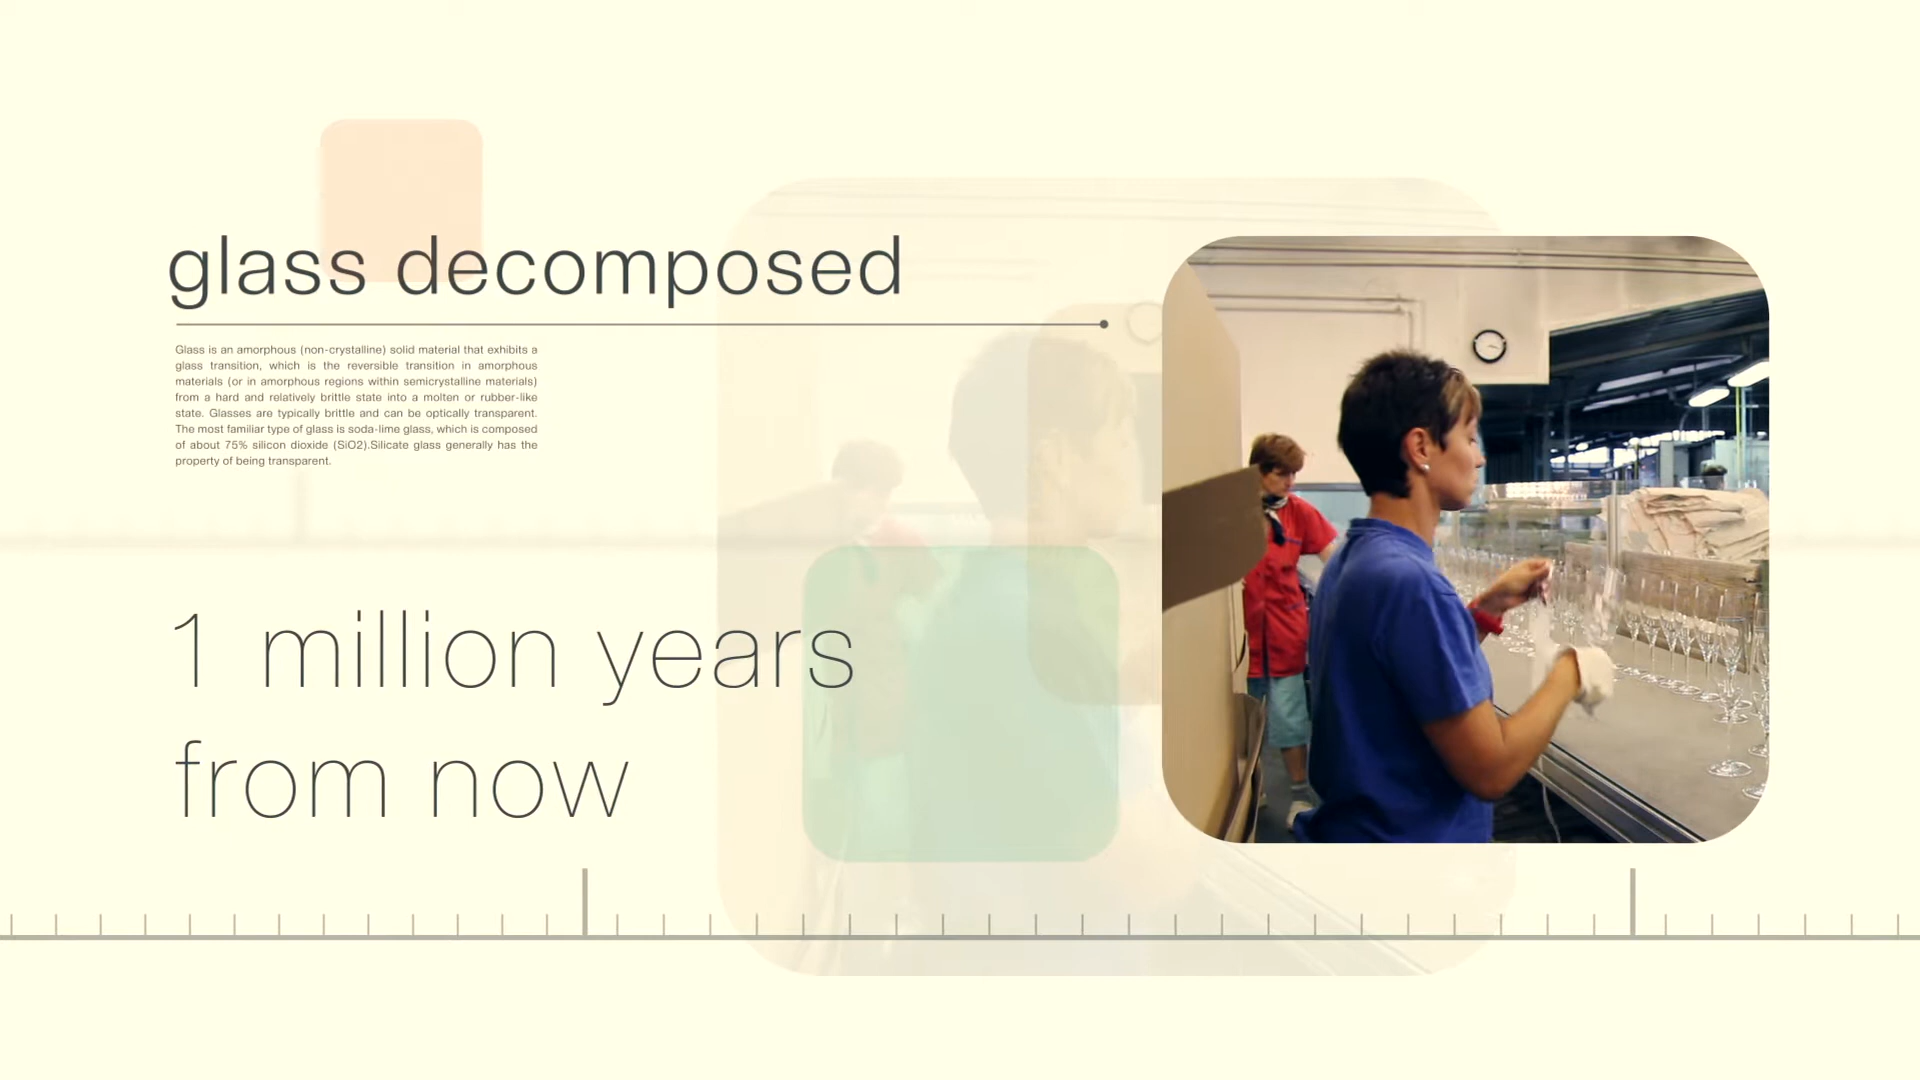 glass decomposed
Glass is an amorphous (non-crystalline) solid material that exhibits a
glass transition, which is the reversible transition in amorphous
materials (or in amorphous regions within semicrystalline materials)
from a hard and relatively brittle state into a molten or rubber-like
state. Glasses are typically brittle and can be optically transparent.
The most familiar type of glass is soda-lime glass, which is composed
of about 75% silicon dioxide (SiO2).Silicate glass generally has the
property of being transparent.
1 million years
from now